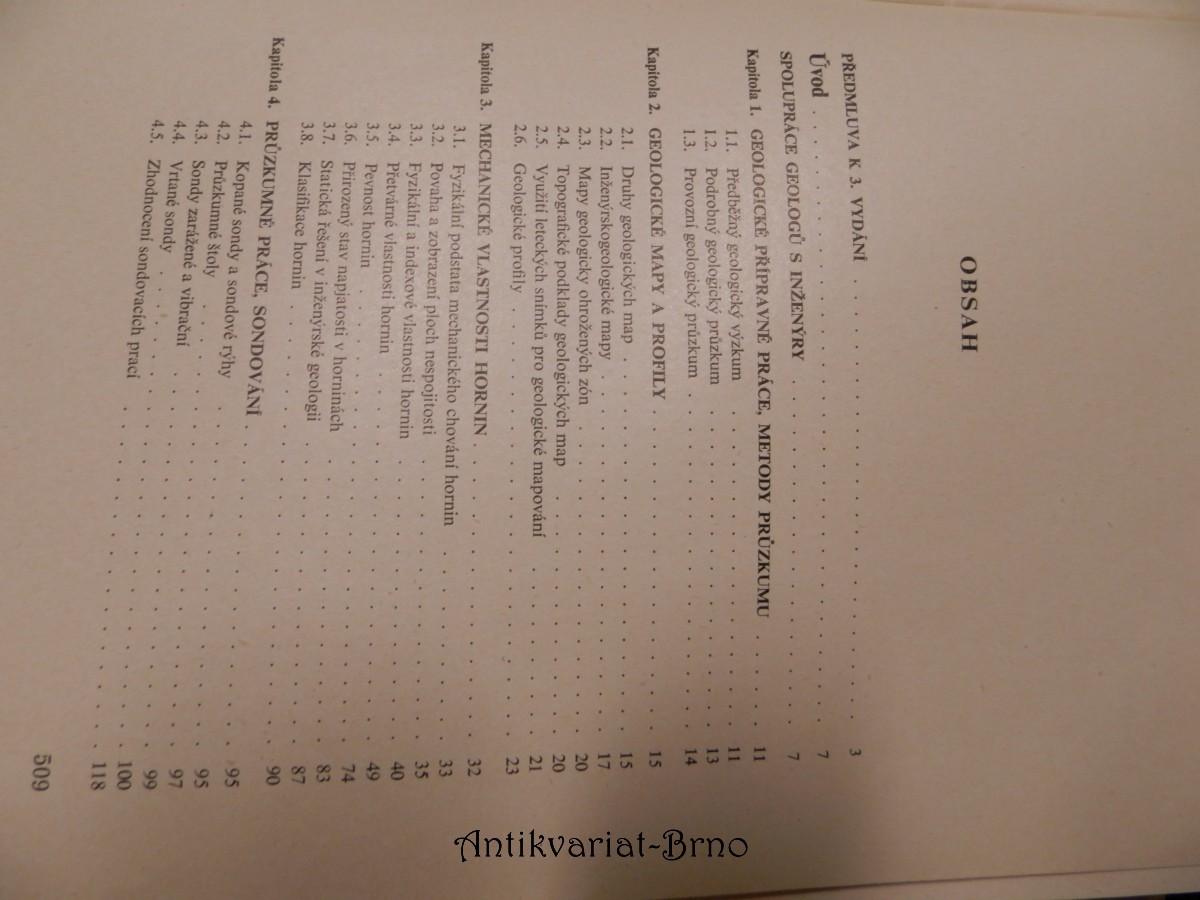 OBSAH
PŘEDMLUVA K 3. VYDÁNÍ . . . . . . . . . . . . . . . . . 3
Úvod . . . . . . . . . . . . . . . . . . . . . . . 7
SPOLUPRÁCE GEOLOGŮ S INŽENÝRY . . . . . . . . . . . . . . 7
Kapitola 1. GEOLOGICKÉ PŘÍPRAVNÉ PRÁCE, METODY PRŮZKUMU . . . . 11
1.1. Předběžný geologický výzkum . . . . . . . . . . . . 11
1.2. Podrobný geologický průzkum . . . . . . . . . . . . 13
1.3. Provozní geologický průzkum . . . . . . . . . . . . 14
Kapitola 2. GEOLOGICKÉ MAPY A PROFILY . . . . . . . . . . . . 15
2.1. Druhy geologických map . . . . . . . . . . . . . . 15
2.2. Inženýrskogeologické mapy . . . . . . . . . . . . . 17
2.3. Mapy geologicky ohrožených zón . . . . . . . . . . . 20
2.4. Topografické podklady geologických map . . . . . . . . 20
2.5. Využití leteckých snímků pro geologické mapování . . . . . 21
2.6. Geologické profily . . . . . . . . . . . . . . . . 23
Kapitola 3. MECHANICKÉ VLASTNOSTI HORNIN . . . . . . . . . . . 32
3.1. Fyzikální podstata mechanického chování hornin . . . . . . 33
3.2. Povaha a zobrazení ploch nespojitosti . . . . . . . . . 35
3.3. Fyzikální a indexové vlastnosti hornin . . . . . . . . . 40
3.4. Přetvárné vlastnosti hornin . . . . . . . . . . . . . 49
3.5. Pevnost hornin . . . . . . . . . . . . . . . . . 74
3.6. Přirozený stav napjatosti v horninách . . . . . . . . . 83
3.7. Statická řešení v inženýrské geologii . . . . . . . . . . 87
3.8. Klasifikace hornin . . . . . . . . . . . . . . . . 90
Kapitola 4. PRŮZKUMNÉ PRÁCE, SONDOVÁNÍ . . . . . . . . . . . 95
4.1. Kopané sondy a sondové rýhy . . . . . . . . . . . . 95
4.2. Průzkumné štoly . . . . . . . . . . . . . . . . . 97
4.3. Sondy zarážené a vibrační . . . . . . . . . . . . . 99
4.4. Vrtané sondy . . . . . . . . . . . . . . . . . . 100
4.5. Zhodnocení sondovacích prací . . . . . . . . . . . . 118
509
Antikvariat-Brno